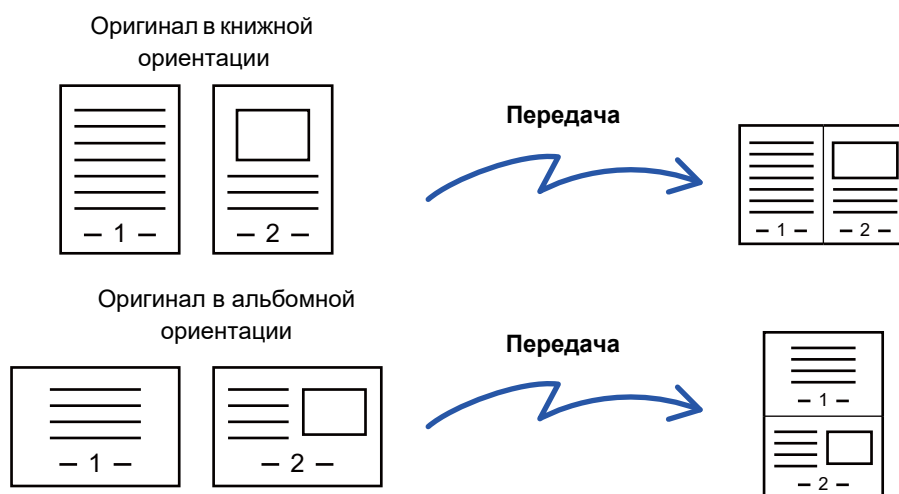 Оригинал в книжной
ориентации
Передача
– 1 –
– 2 –
– 1 –
– 2 –
Оригинал в альбомной
ориентации
Передача
– 1 –
– 2 –
– 1 –
– 2 –